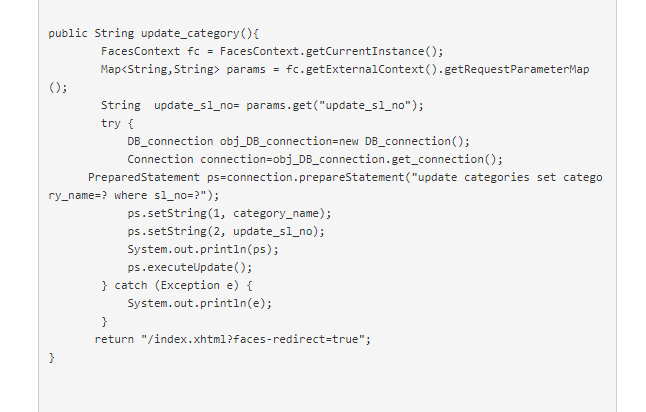 public String update_category(){
        FacesContext fc = FacesContext.getCurrentInstance();
        Map<String,String> params = fc.getExternalContext().getRequestParameterMap
();
        String  update_sl_no= params.get("update_sl_no");
        try {
            DB_connection obj_DB_connection=new DB_connection();
            Connection connection=obj_DB_connection.get_connection();
      PreparedStatement ps=connection.prepareStatement("update categories set catego
ry_name=? where sl_no=?");
            ps.setString(1, category_name);
            ps.setString(2, update_sl_no);
            System.out.println(ps);
            ps.executeUpdate();
        } catch (Exception e) {
            System.out.println(e);
        }
       return "/index.xhtml?faces-redirect=true";
}